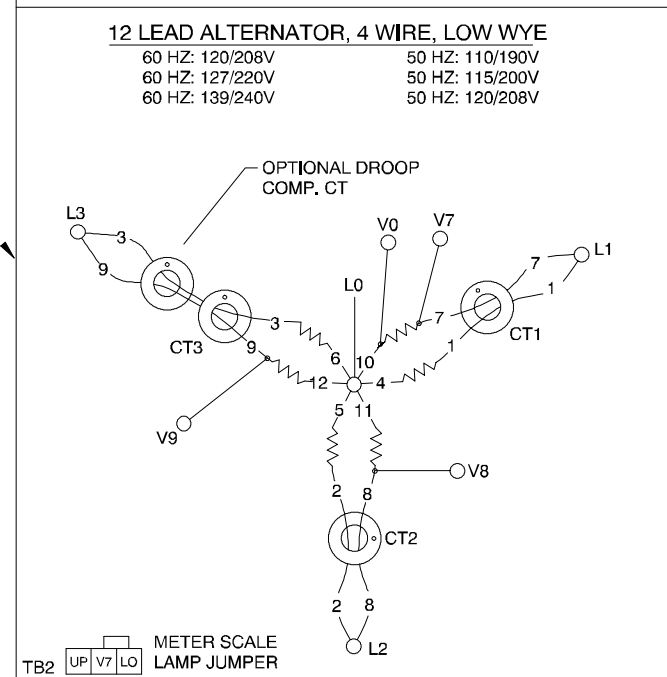 12 LEAD ALTERNATOR, 4 WIRE, LOW WYE
60 HZ: 120/208V 50 HZ: 110/190V
60 HZ: 127/220V 50 HZ: 115/200V
60 HZ: 139/240V 50 HZ: 120/208V
OPTIONAL DROOP
COMP. CT
L3
V0
V7
3
L1
9
7
L0
1
3
7
CT1
CT3
9
1
6
10
12
4
5
11
V9
V8
2
8
CT2
2
8
L2
METER SCALE
TB2 UP V7 LO LAMP JUMPER